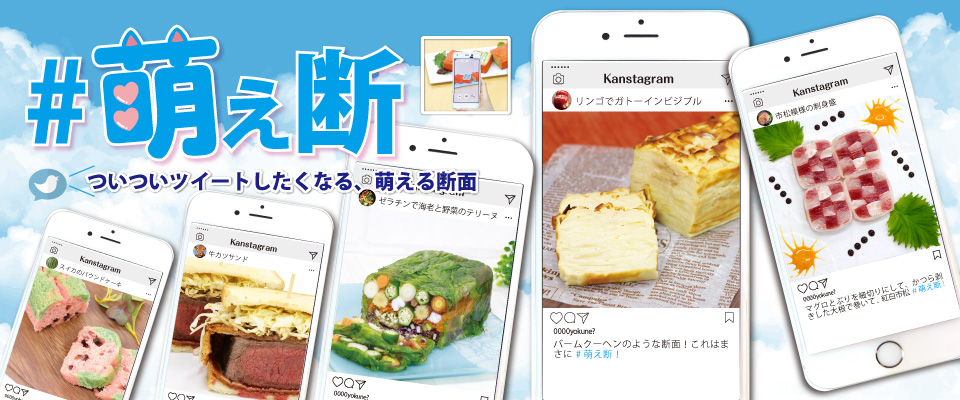 #萌え断
ついついツイートしたくなる、萌える断面
Kanstagram
スイカのパウンドケーキ
Kanstagram
牛カツサンド
ゼラチンで海老と野菜のテリーヌ
0000yokune?
Kanstagram
リンゴでガトーインビジブル
0000yokune?
バームクーヘンのような断面！これはま
さに #萌え断！
Kanstagram
市松模様の刺身盛
0000yokune?
マグロとぶりを細切りにして、かつら剥
きした大根で巻いて、紅白市松 #萌え断！